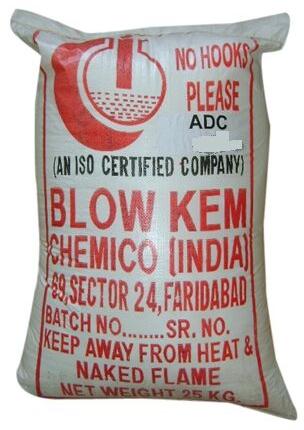 NO HOOKS
PLEASE
ADC
(AN ISO CERTIFIED COMPANY)
BLOW KEM
CHEMICO (INDIA)
69, SECTOR 24, FARIDABAD
BATCH NO....... SR. NO.
KEEP AWAY FROM HEAT &
NAKED FLAME
NET WEIGHT 25 KG.